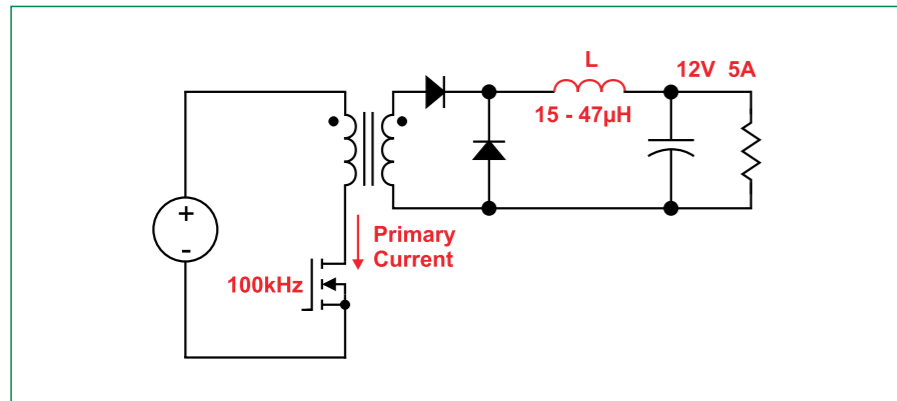 L
12V 5A
15 - 47µH
+
-
Primary
Current
100kHz